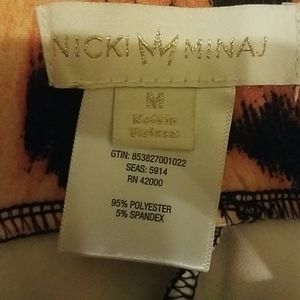 NICKI MINAJ
M
Made in
Vietnam
GTIN: 853827001022
SEAS: 5914
RN 42000
95% POLYESTER
5% SPANDEX